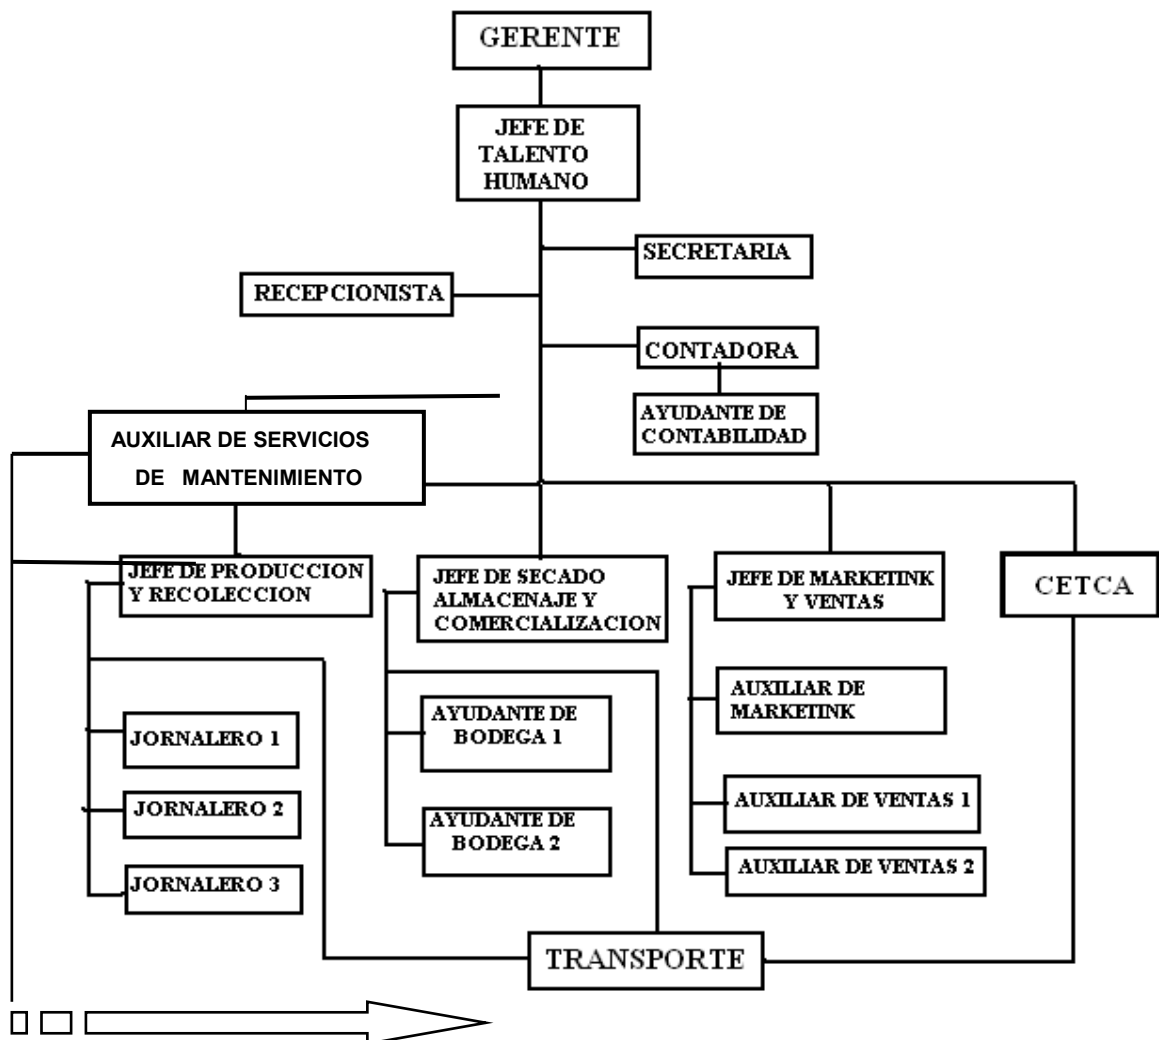 GERENTE
JEFE DE
TALENTO
HUMANO
SECRETARIA
RECEPCIONISTA
CONTADORA
AYUDANTE DE
CONTABILIDAD
AUXILIAR DE SERVICIOS
DE MANTENIMIENTO
JEFE DE PRODUCCION
Y RECOLECCION
JEFE DE SECADO
ALMACENAJE Y
COMERCIALIZACION
JEFE DE MARKETINK
Y VENTAS
CETCA
JORNALERO 1
JORNALERO 2
JORNALERO 3
AYUDANTE DE
BODEGA 1
AYUDANTE DE
BODEGA 2
AUXILIAR DE
MARKETINK
AUXILIAR DE VENTAS 1
AUXILIAR DE VENTAS 2
TRANSPORTE